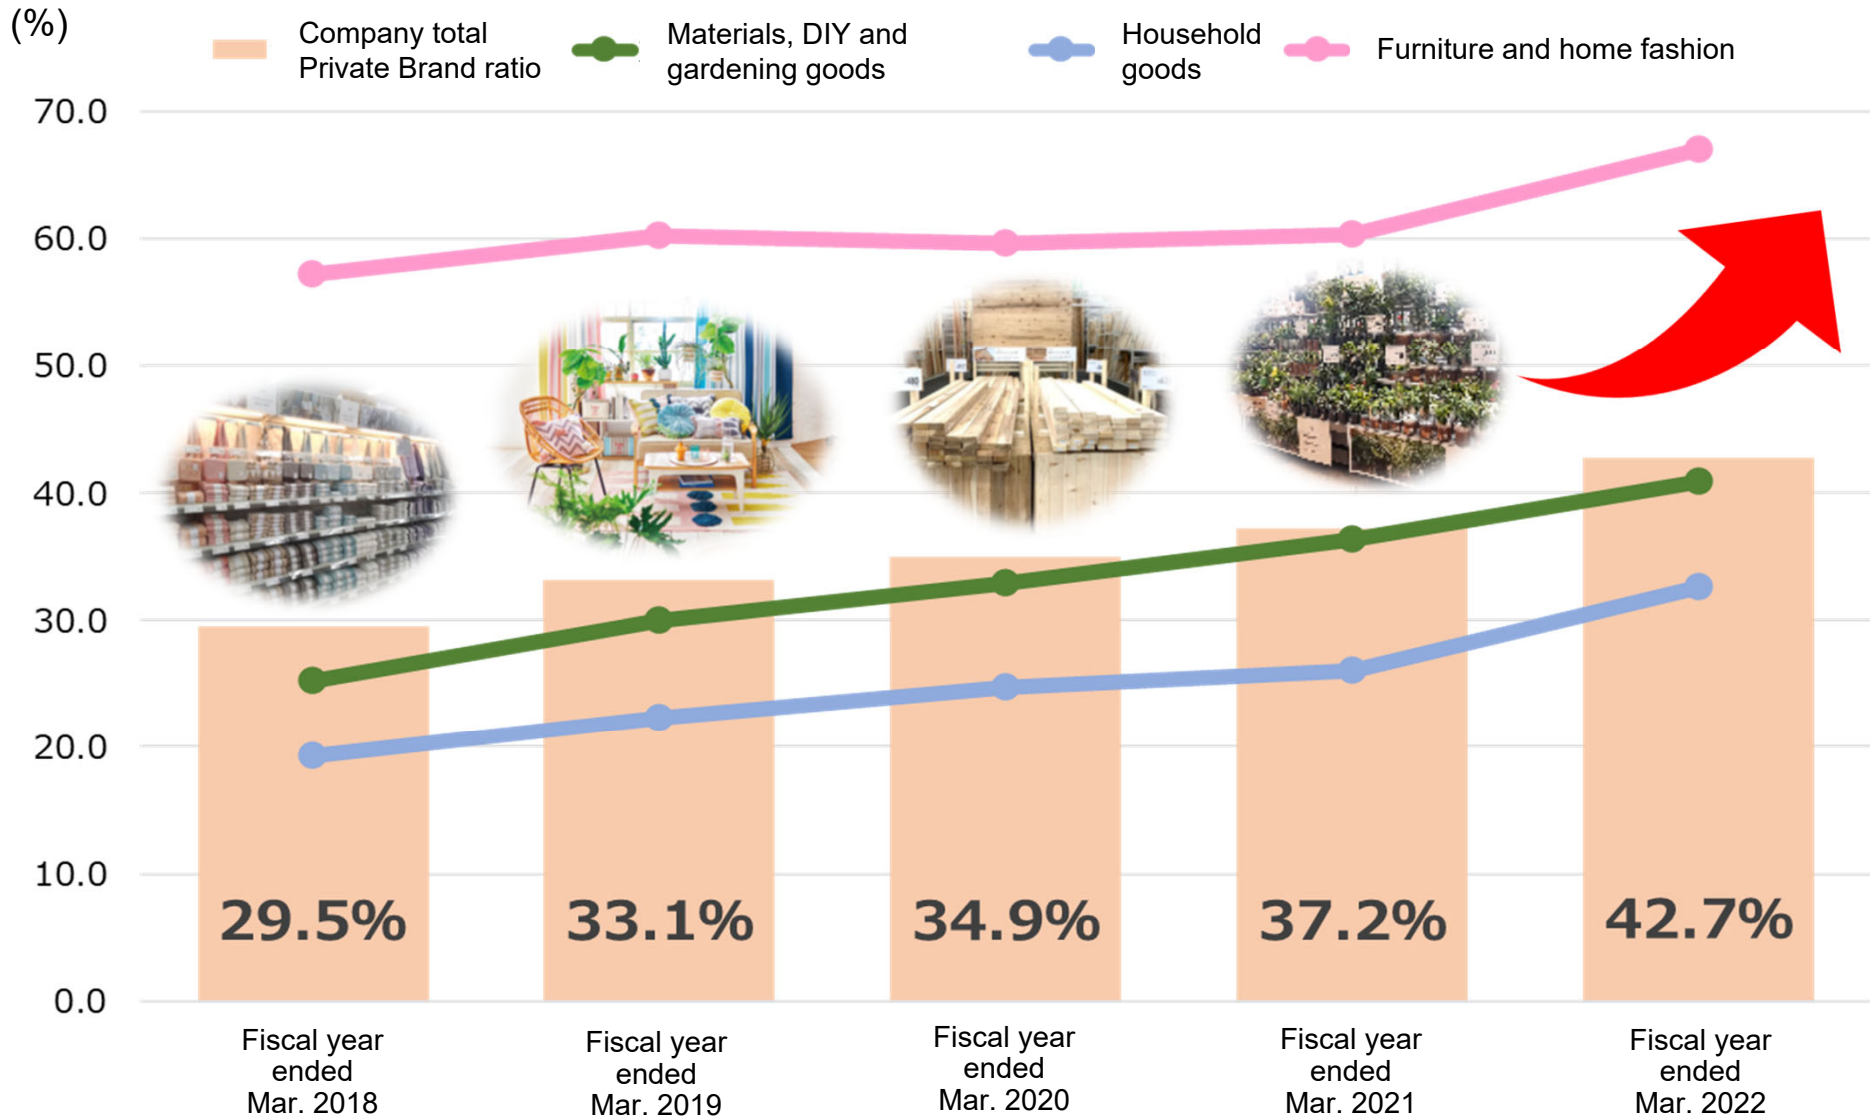 (%)
Company total
Private Brand ratio
Materials, DIY and
gardening goods
Household
goods
Furniture and home fashion
70.0
60.0
50.0
40.0
30.0
20.0
10.0
0.0
29.5%
33.1%
34.9%
37.2%
42.7%
Fiscal year
ended
Mar. 2018
Fiscal year
ended
Mar. 2019
Fiscal year
ended
Mar. 2020
Fiscal year
ended
Mar. 2021
Fiscal year
ended
Mar. 2022